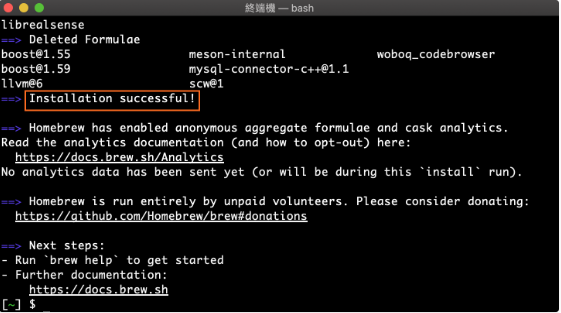 終端機 — bash
librealsense
==> Deleted Formulae
boost@1.55 meson-internal woboq_codebrowser
boost@1.59 mysql-connector-c++@1.1
llvm@6 scw@1
==> Installation successful!
==> Homebrew has enabled anonymous aggregate formulae and cask analytics.
Read the analytics documentation (and how to opt-out) here:
https://docs.brew.sh/Analytics
No analytics data has been sent yet (or will be during this `install` run).
==> Homebrew is run entirely by unpaid volunteers. Please consider donating:
https://github.com/Homebrew/brew#donations
==> Next steps:
- Run `brew help` to get started
- Further documentation:
https://docs.brew.sh
[~] $ _